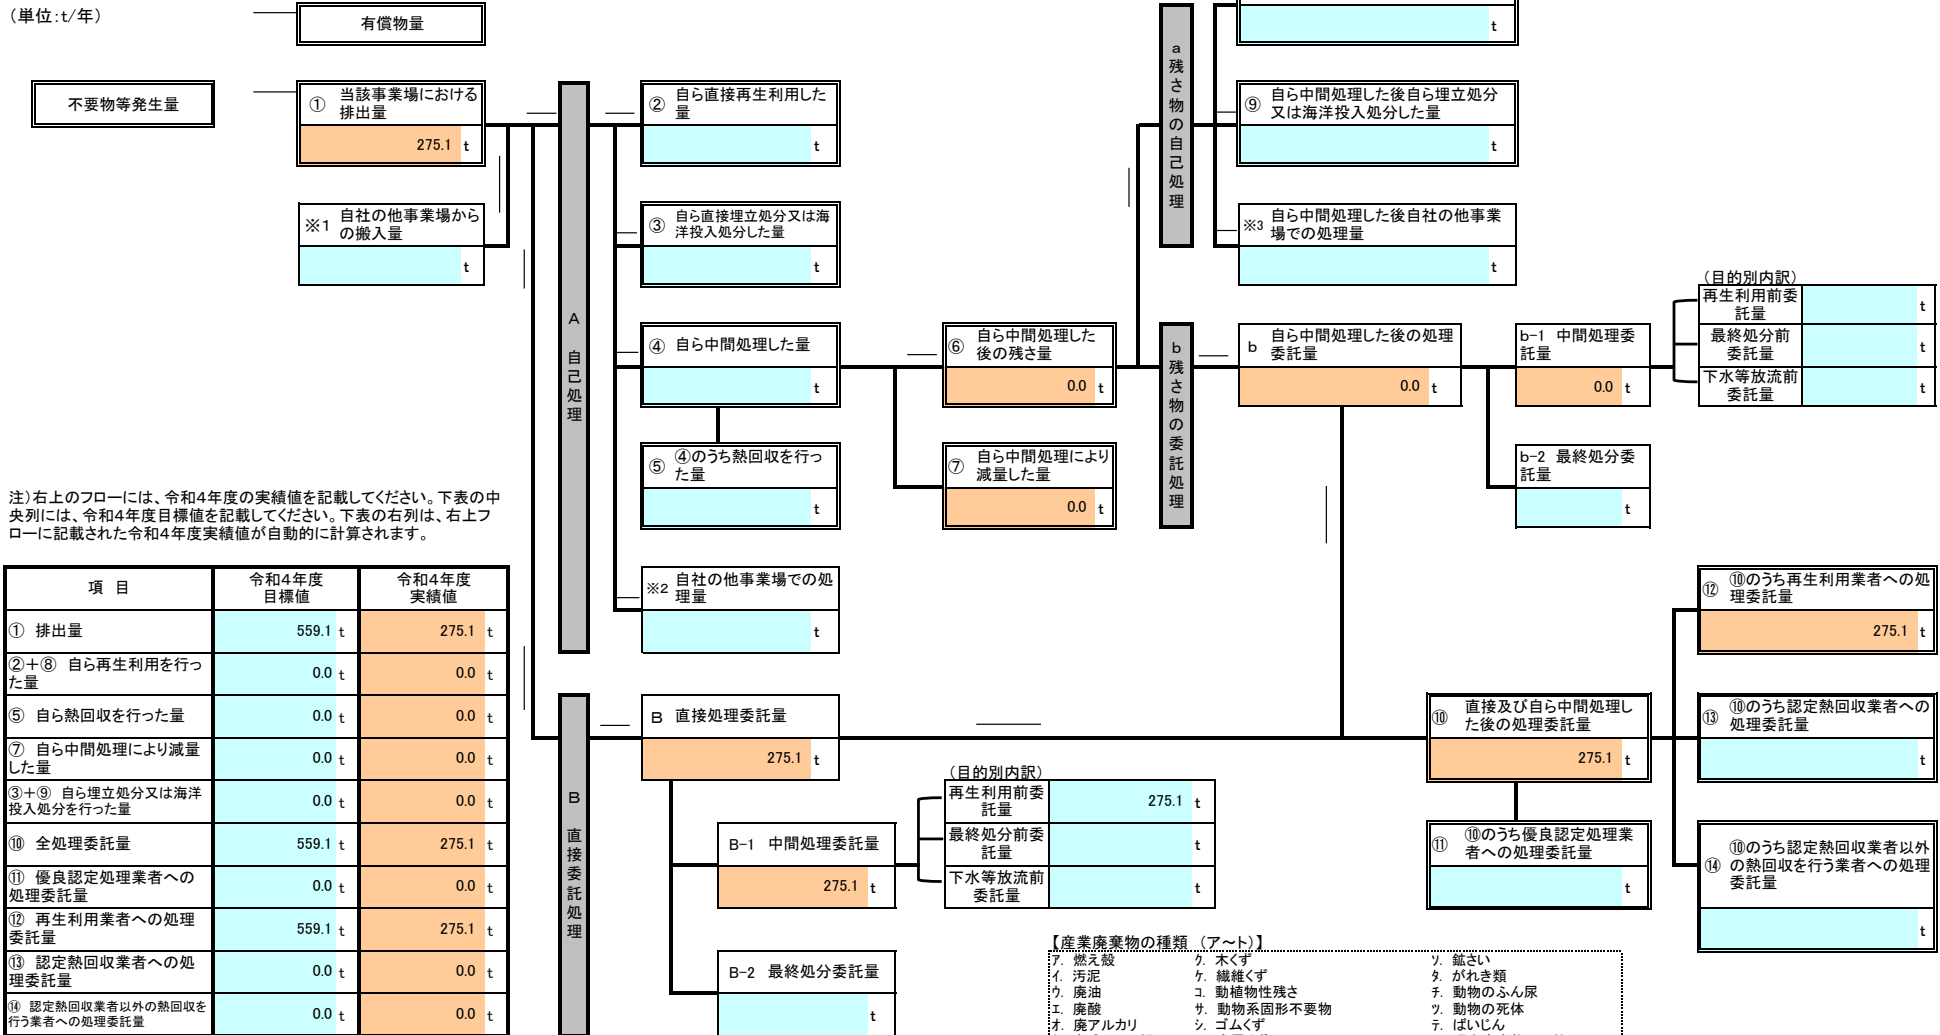 (単位:t/年)
有償物量
t
不要物等発生量
① 当該事業場における
排出量
275.1 t
※1 自社の他事業場から
の搬入量
t
A 自己処理
② 自ら直接再生利用した
量
t
③ 自ら直接埋立処分又は海
洋投入処分した量
t
④ 自ら中間処理した量
t
⑤ ④のうち熱回収を行っ
た量
t
※2 自社の他事業場での処
理量
t
⑥ 自ら中間処理した
後の残さ量
0.0 t
⑦ 自ら中間処理により
減量した量
0.0 t
a 残さ物の自己処理
⑨ 自ら中間処理した後自ら埋立処分
又は海洋投入処分した量
t
※3 自ら中間処理した後自社の他事業
場での処理量
t
b 残さ物の委託処理
b 自ら中間処理した後の処理
委託量
0.0 t
b-1 中間処理委
託量
0.0 t
b-2 最終処分委
託量
t
(目的別内訳)
再生利用前委
託量
t
最終処分前
委託量
t
下水等放流前
委託量
t
注)右上のフローには、令和4年度の実績値を記載してください。下表の中
央列には、令和4年度目標値を記載してください。下表の右列は、右上フ
ローに記載された令和4年度実績値が自動的に計算されます。
項 目 令和4年度 令和4年度
目標値 実績値
① 排出量 559.1 t 275.1 t
②+⑧ 自ら再生利用を行っ
た量 0.0 t 0.0 t
⑤ 自ら熱回収を行った量 0.0 t 0.0 t
⑦ 自ら中間処理により減量
した量 0.0 t 0.0 t
③+⑨ 自ら埋立処分又は海洋
投入処分を行った量 0.0 t 0.0 t
⑩ 全処理委託量 559.1 t 275.1 t
⑪ 優良認定処理業者への
処理委託量 0.0 t 0.0 t
⑫ 再生利用業者への処理
委託量 559.1 t 275.1 t
⑬ 認定熱回収業者への処
理委託量 0.0 t 0.0 t
⑭ 認定熱回収業者以外の熱回収を
行う業者への処理委託量 0.0 t 0.0 t
B 直接委託処理
B 直接処理委託量
275.1 t
B-1 中間処理委託量
275.1 t
B-2 最終処分委託量
t
(目的別内訳)
再生利用前委
託量
275.1 t
最終処分前委
託量
t
下水等放流前
委託量
t
⑩ 直接及び自ら中間処理し
た後の処理委託量
275.1 t
⑪ ⑩のうち優良認定処理業
者への処理委託量
t
⑫ ⑩のうち再生利用業者への処
理委託量
275.1 t
⑬ ⑩のうち認定熱回収業者への
処理委託量
t
⑭ ⑩のうち認定熱回収業者以外
の熱回収を行う業者への処理
委託量
t
【産業廃棄物の種類 (ア~ト)】
ア. 燃え殻 ク. 木くず ソ. 鉱さい
イ. 汚泥 ケ. 繊維くず タ. がれき類
ウ. 廃油 コ. 動植物性残さ チ. 動物のふん尿
エ. 廃酸 サ. 動物系固形不要物 ツ. 動物の死体
オ. 廃アルカリ シ. ゴムくず テ. ばいじん